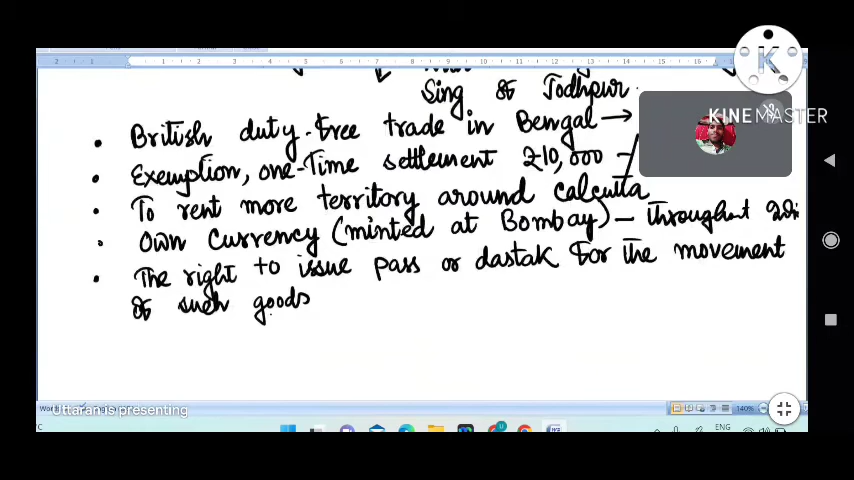 Sing of Jodhpur.
K
KINEMASTER
• British duty-free trade in Bengal →
• Exemption, one-Time settlement ₹10,000 -
• To rent more territory around calcutta
• Own Currency (minted at Bombay) - throughout
• The right to issue pass or dastak for the movement
of such goods
Uttaran is presenting
140%
ENG